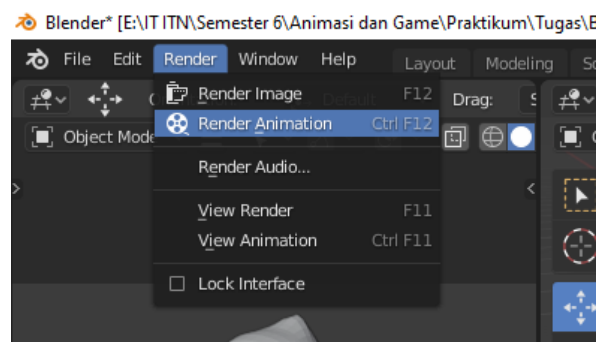 Blender* [E:\IT ITN\Semester 6\Animasi dan Game\Praktikum\Tugas\B
File Edit Render Window Help Layout Modeling Sc
Render Image F12
Default Drag: S
Render Animation Ctrl F12
Object Mode
Render Audio...
View Render F11
View Animation Ctrl F11
Lock Interface